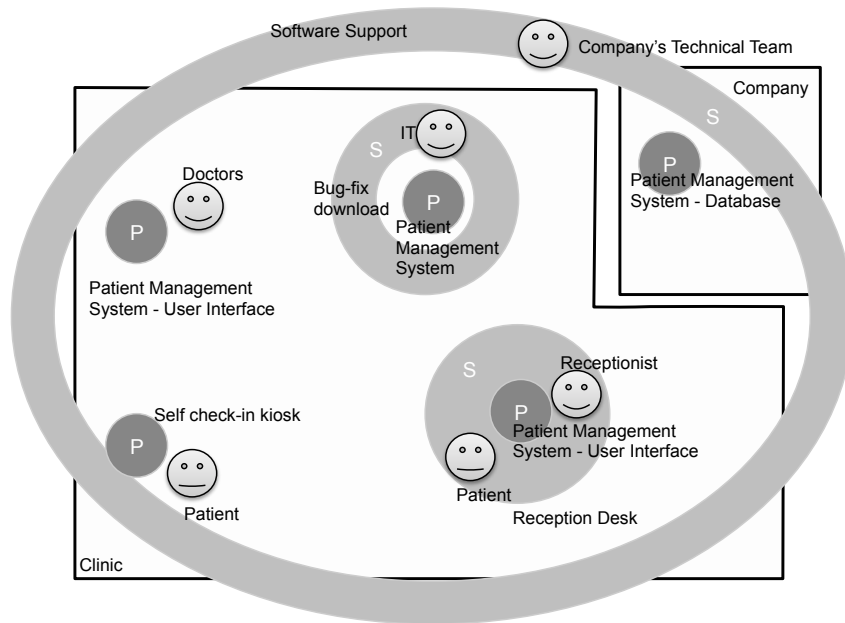 Software Support
Company's Technical Team
Company
S
P
Patient Management
System - Database
IT
S
Bug-fix
download
P
Patient
Management
System
Doctors
P
Patient Management
System - User Interface
Self check-in kiosk
P
Patient
S
Receptionist
P
Patient Management
System - User Interface
Patient
Reception Desk
Clinic